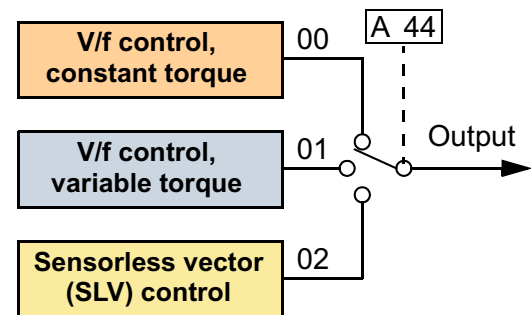 V/f control,
constant torque
00
A 44
V/f control,
variable torque
01
Output
Sensorless vector
(SLV) control
02